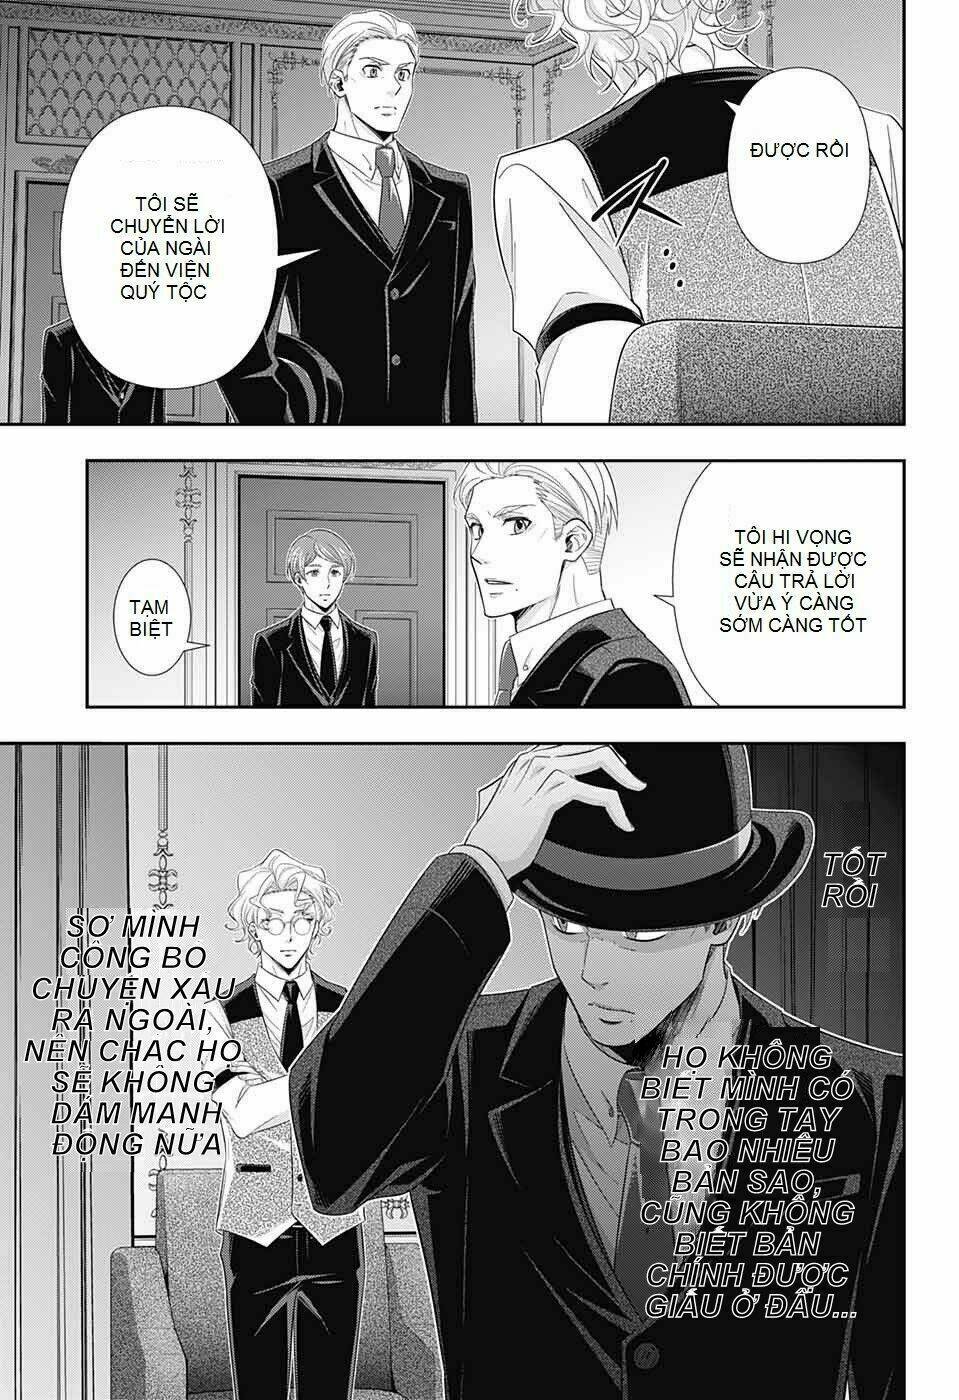 ĐƯỢC RỒI
TÔI SẼ
CHUYỂN LỜI
CỦA NGÀI
ĐẾN VIỆN
QUÝ TỘC
TÔI HI VỌNG
SẼ NHẬN ĐƯỢC
CÂU TRẢ LỜI
VỪA Ý CÀNG
SỚM CÀNG TỐT
TẠM
BIỆT
TỐT
RỒI
HỌ KHÔNG
BIẾT MÌNH CÓ
TRONG TAY
BAO NHIÊU
BẢN SAO,
CŨNG KHÔNG
BIẾT BẢN
CHÍNH ĐƯỢC
GIẤU Ở ĐÂU...
SỢ MÌNH
CÔNG BỐ
CHUYỆN XẤU
RA NGOÀI,
NÊN CHẮC HỌ
SẼ KHÔNG
DÁM MANH
ĐỘNG NỮA